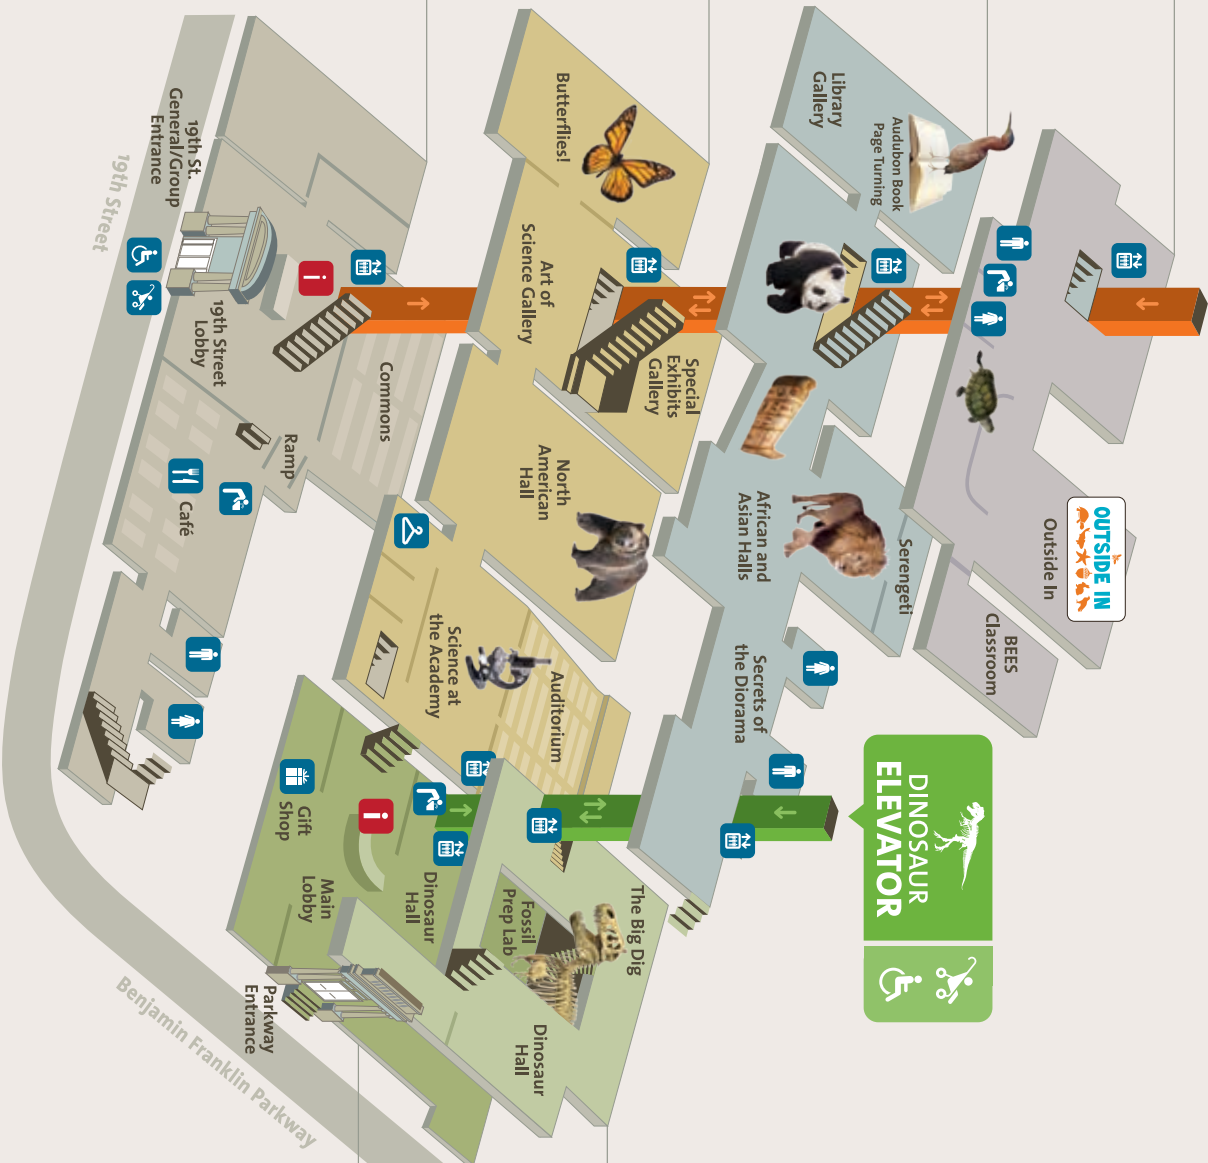 OUTSIDE IN
Outside In
BEES
Classroom
Library
Gallery
Audubon Book
Page Turning
Serengeti
African and
Asian Halls
Secrets of
the Diorama
DINOSAUR
ELEVATOR
Butterflies!
Art of
Science Gallery
Special
Exhibits
Gallery
North
American
Hall
Auditorium
Science at
the Academy
The Big Dig
Fossil
Prep Lab
Dinosaur
Hall
Dinosaur
Hall
19th St.
General/Group
Entrance
19th Street
19th Street
Lobby
Commons
Ramp
Café
Gift
Shop
Main
Lobby
Parkway
Entrance
Benjamin Franklin Parkway